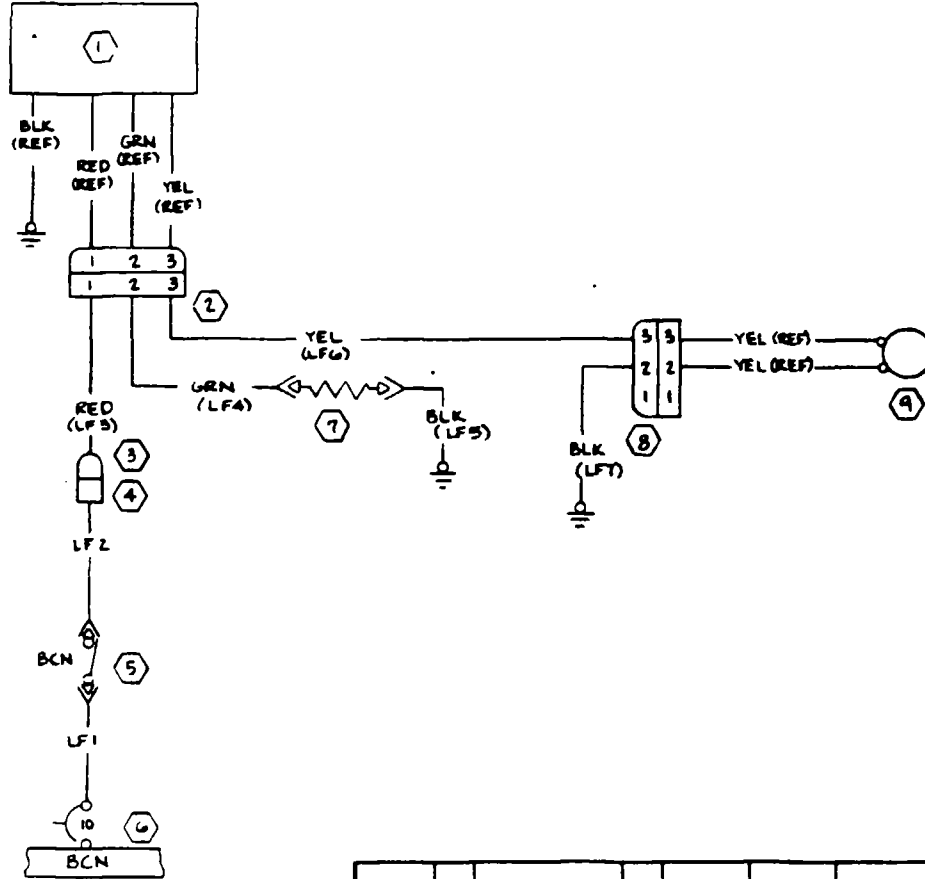 1
BLK
(REF)
RED
(REF)
GRN
(REF)
YEL
(REF)
1 2 3
1 2 3
2
YEL
(LF6)
GRN
(LF4)
7
BLK
(LF5)
RED
(LF3)
3
4
LF2
BCN
5
LF1
10
6
BCN
3 3
2 2
1 1
8
BLK
(LF7)
YEL (REF)
YEL (REF)
9